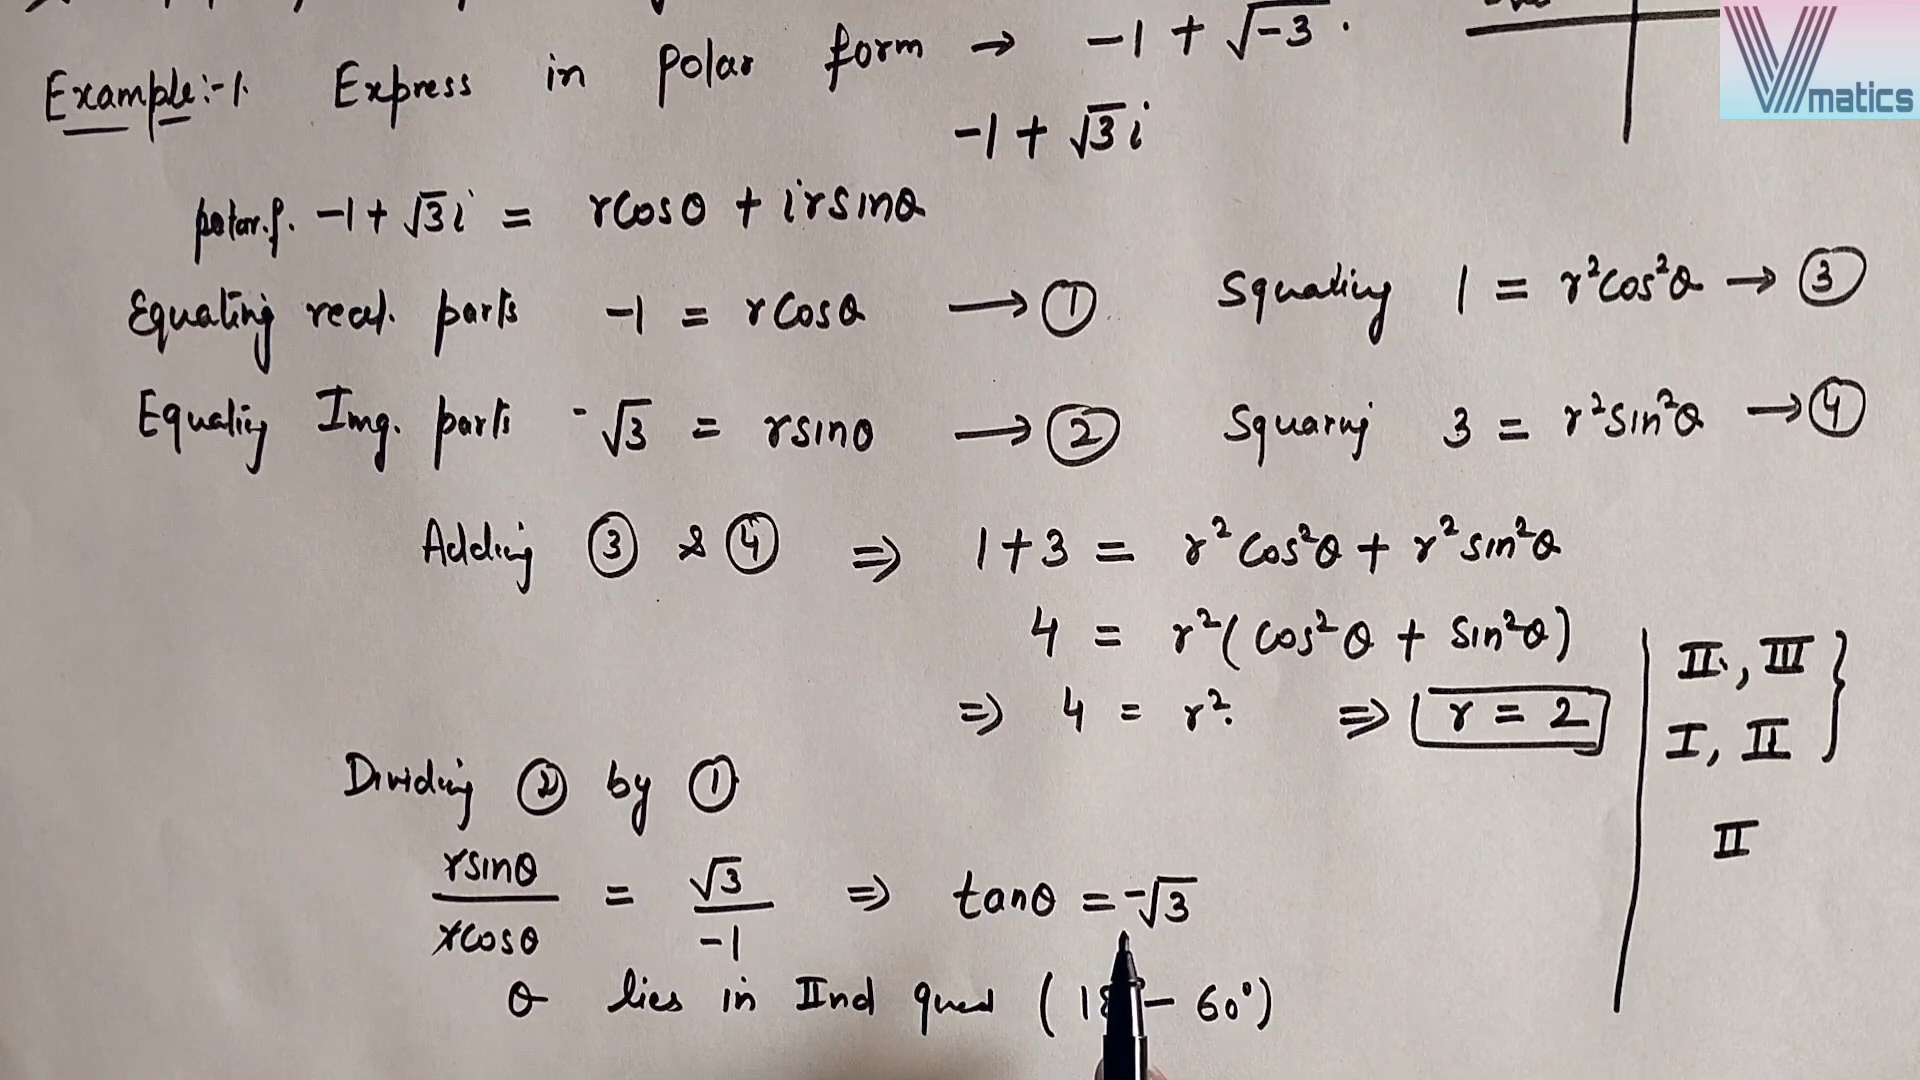 Example:-1. Express in polar form → -1 + √-3 .
-1 + √3 i
polar.f. -1 + √3 i = rcosθ + irsinθ
Equating real. parts -1 = rcosθ → ①
Squating 1 = r²cos²θ → ③
Equatiy Img. parts -√3 = rsinθ → ②
Squaring 3 = r²sin²θ → ④
Adding ③ & ④ ⇒ 1+3 = r²cos²θ + r²sin²θ
4 = r²(cos²θ + sin²θ)
⇒ 4 = r². ⇒ r = 2
II., III
I, II
II
Dividing ② by ①
rsinθ/rcosθ = √3/-1 ⇒ tanθ = -√3
θ lies in IInd quad ( - 60°)
Vmatics